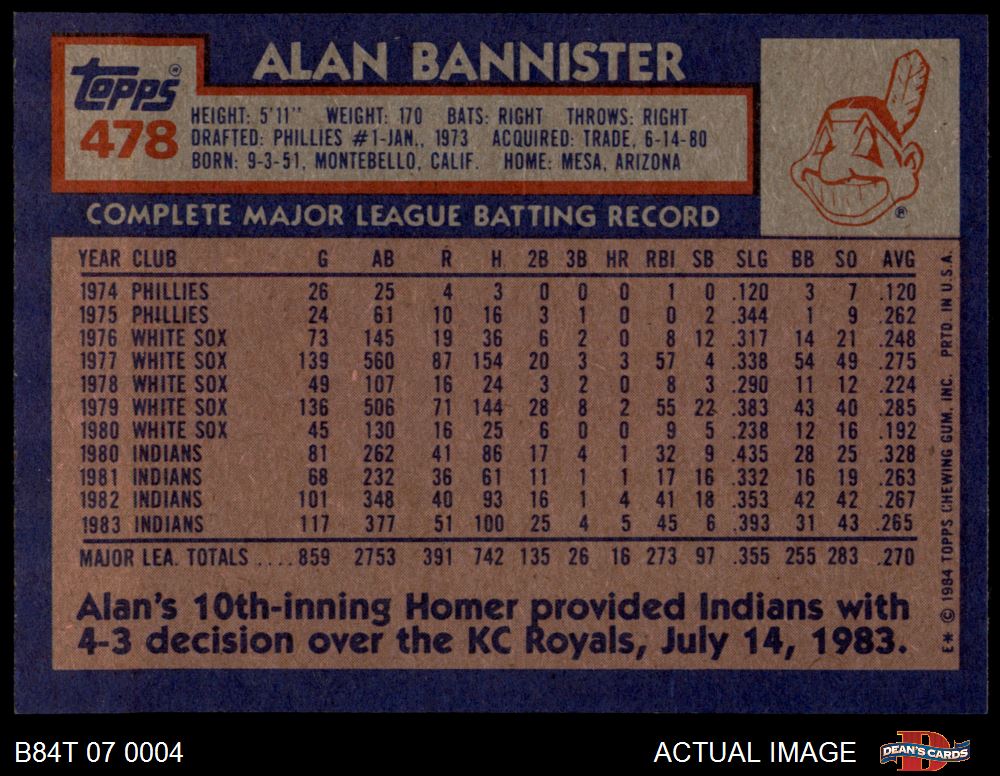 ALAN BANNISTER
Topps®
478
HEIGHT: 5'11" WEIGHT: 170 BATS: RIGHT THROWS: RIGHT
DRAFTED: PHILLIES #1-JAN., 1973 ACQUIRED: TRADE, 6-14-80
BORN: 9-3-51, MONTEBELLO, CALIF. HOME: MESA, ARIZONA
®
COMPLETE MAJOR LEAGUE BATTING RECORD
YEAR CLUB G AB R H 2B 3B HR RBI SB SLG BB SO AVG
1974 PHILLIES 26 25 4 3 0 0 0 1 0 .120 3 7 .120
1975 PHILLIES 24 61 10 16 3 1 0 0 2 .344 1 9 .262
1976 WHITE SOX 73 145 19 36 6 2 0 8 12 .317 14 21 .248
1977 WHITE SOX 139 560 87 154 20 3 3 57 4 .338 54 49 .275
1978 WHITE SOX 49 107 16 24 3 2 0 8 3 .290 11 12 .224
1979 WHITE SOX 136 506 71 144 28 8 2 55 22 .383 43 40 .285
1980 WHITE SOX 45 130 16 25 6 0 0 9 5 .238 12 16 .192
1980 INDIANS 81 262 41 86 17 4 1 32 9 .435 28 25 .328
1981 INDIANS 68 232 36 61 11 1 1 17 16 .332 16 19 .263
1982 INDIANS 101 348 40 93 16 1 4 41 18 .353 42 42 .267
1983 INDIANS 117 377 51 100 25 4 5 45 6 .393 31 43 .265
MAJOR LEA. TOTALS .... 859 2753 391 742 135 26 16 273 97 .355 255 283 .270
Alan's 10th-inning Homer provided Indians with
4-3 decision over the KC Royals, July 14, 1983.
E* © 1984 TOPPS CHEWING GUM, INC. PRTD. IN U.S.A.
B84T 07 0004
ACTUAL IMAGE
D
DEAN'S CARDS